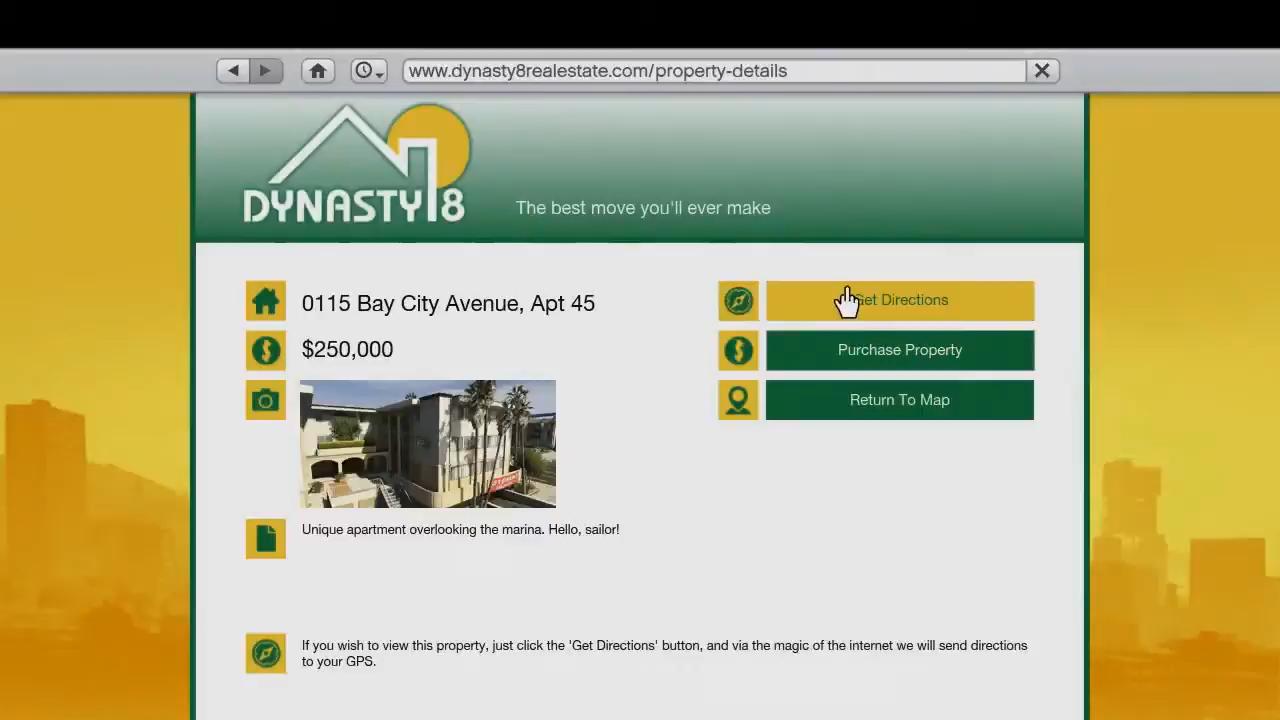 www.dynasty8realestate.com/property-details
DYNASTY 8
The best move you'll ever make
0115 Bay City Avenue, Apt 45
$250,000
Get Directions
Purchase Property
Return To Map
Unique apartment overlooking the marina. Hello, sailor!
If you wish to view this property, just click the 'Get Directions' button, and via the magic of the internet we will send directions
to your GPS.